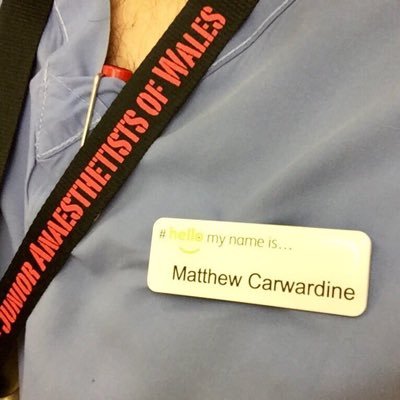 JUNIOR ANAESTHETISTS OF WALES
#hello my name is...
Matthew Carwardine